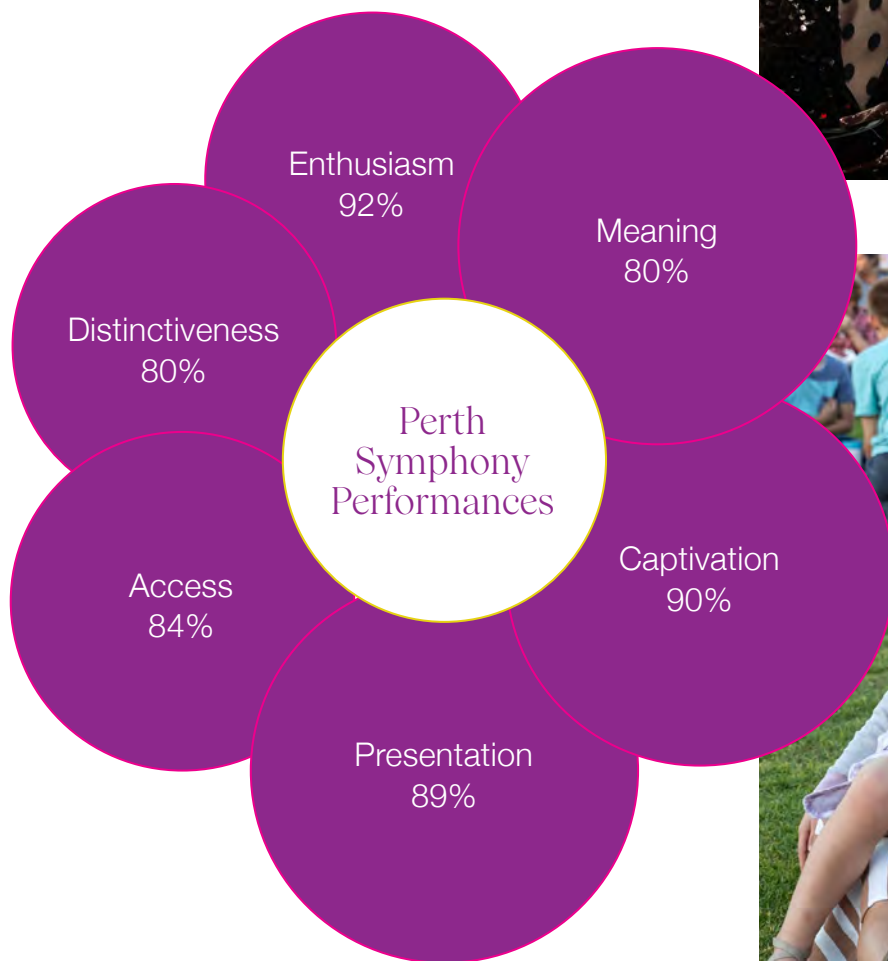 Enthusiasm
92%
Meaning
80%
Distinctiveness
80%
Perth
Symphony
Performances
Captivation
90%
Access
84%
Presentation
89%